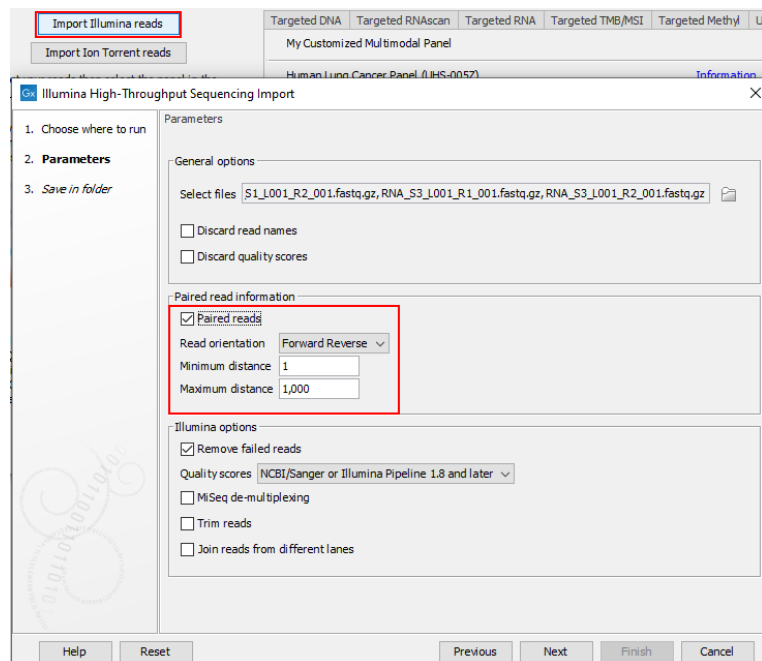 Import Illumina reads
Import Ion Torrent reads
Targeted DNA Targeted RNAscan Targeted RNA Targeted TMB/MSI Targeted Methyl U
My Customized Multimodal Panel
Human Lung Cancer Panel (UHS-005Z) Information
Gx Illumina High-Throughput Sequencing Import
1. Choose where to run
2. Parameters
3. Save in folder
Parameters
General options
Select files S1_L001_R2_001.fastq.gz, RNA_S3_L001_R1_001.fastq.gz, RNA_S3_L001_R2_001.fastq.gz
Discard read names
Discard quality scores
Paired read information
Paired reads
Read orientation Forward Reverse
Minimum distance 1
Maximum distance 1,000
Illumina options
Remove failed reads
Quality scores NCBI/Sanger or Illumina Pipeline 1.8 and later
MiSeq de-multiplexing
Trim reads
Join reads from different lanes
Help Reset Previous Next Finish Cancel